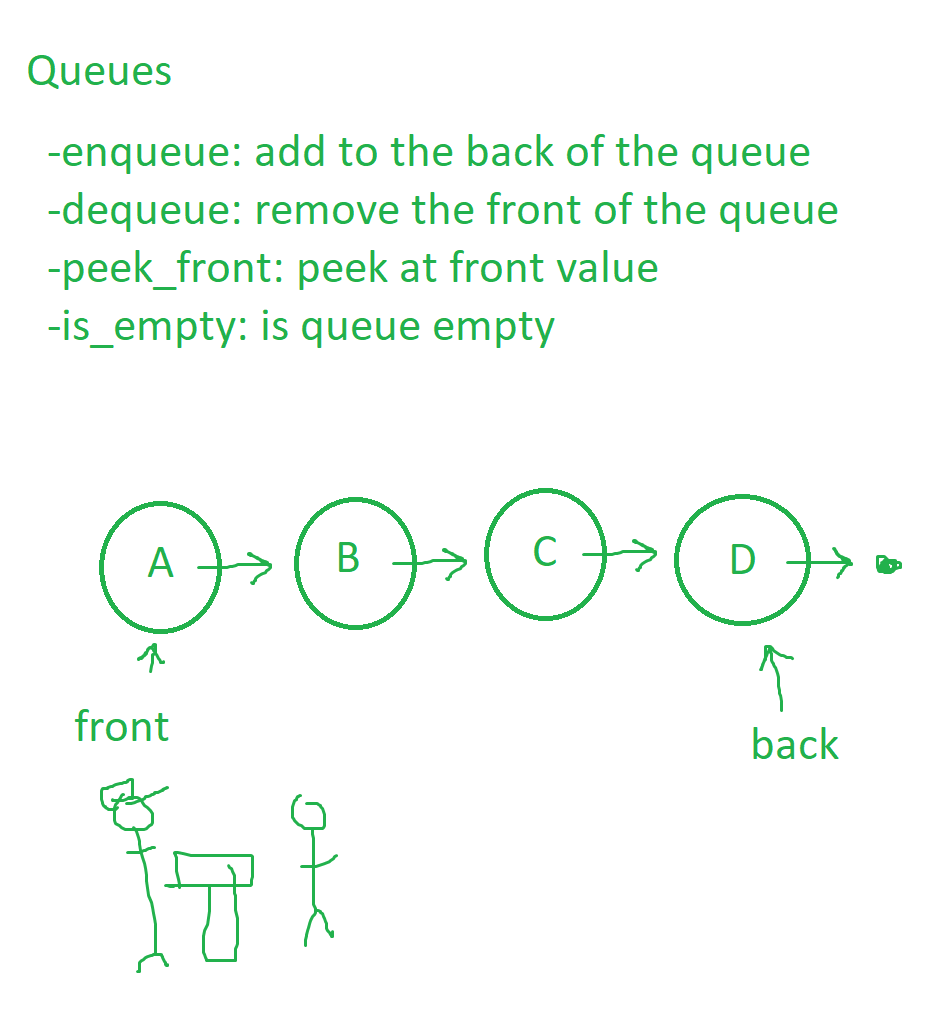 Queues
-enqueue: add to the back of the queue
-dequeue: remove the front of the queue
-peek_front: peek at front value
-is_empty: is queue empty
A
B
C
D
front
back